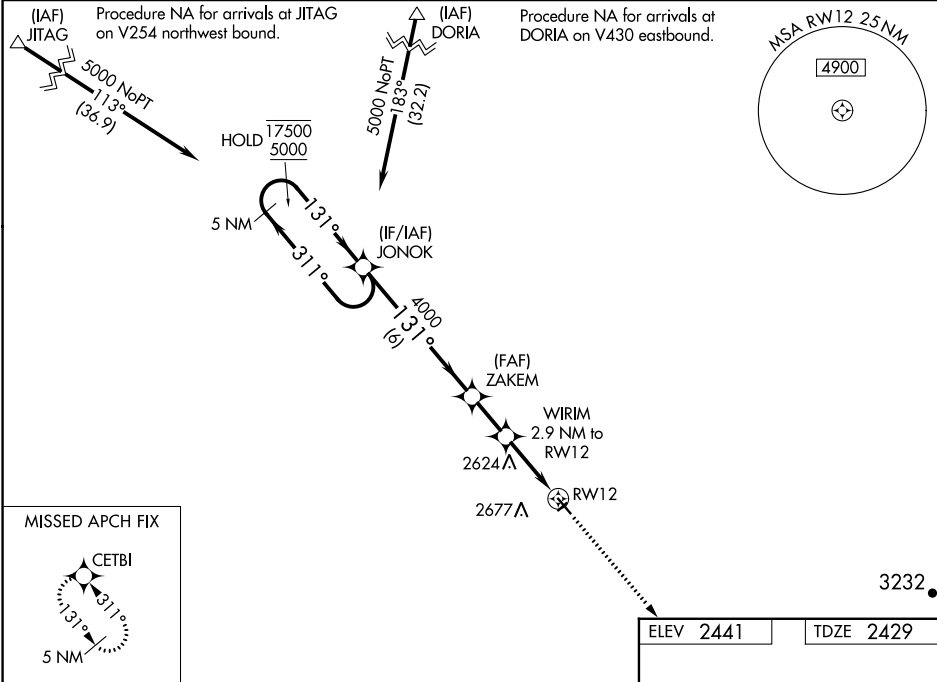 (IAF)
JITAG
Procedure NA for arrivals at JITAG
on V254 northwest bound.
(IAF)
DORIA
Procedure NA for arrivals at
DORIA on V430 eastbound.
MSA RW12 25 NM
4900
5000 NoPT
113°
(36.9)
5000 NoPT
183°
(32.2)
HOLD
17500
5000
5 NM
131°
311°
(IF/IAF)
JONOK
4000
131°
(6)
(FAF)
ZAKEM
WIRIM
2.9 NM to
RW12
2624
2677
RW12
MISSED APCH FIX
CETBI
131°
311°
5 NM
3232
ELEV 2441
TDZE 2429